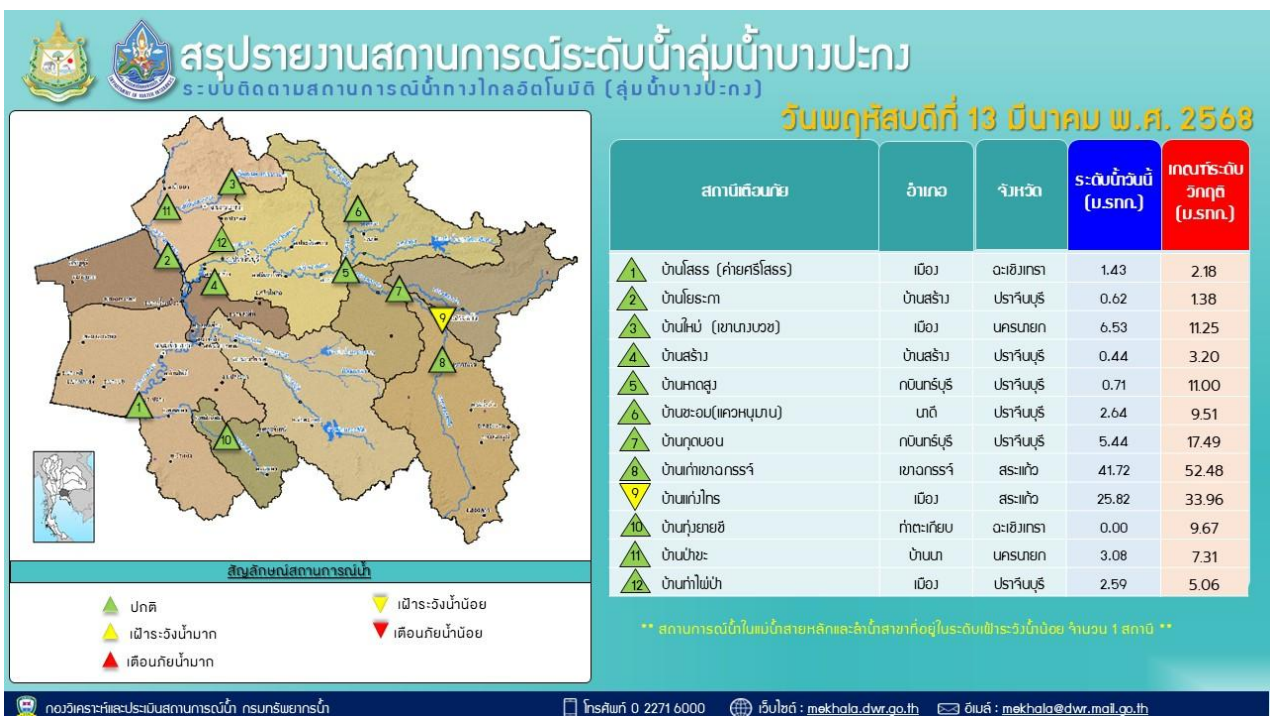 สรุปรายงานสถานการณ์ระดับน้ำลุ่มน้ำบางปะกง
ระบบติดตามสถานการณ์น้ำทางไกลอัตโนมัติ (ลุ่มน้ำบางปะกง)
วันพฤหัสบดีที่ 13 มีนาคม พ.ศ. 2568
สถานีเตือนภัย อำเภอ จังหวัด ระดับน้ำวันนี้ (ม.รทก.) เกณฑ์ระดับวิกฤติ (ม.รทก.)
1 บ้านโสธร (ค่ายศรีโสธร) เมือง ฉะเชิงเทรา 1.43 2.18
2 บ้านโยธะกา บ้านสร้าง ปราจีนบุรี 0.62 1.38
3 บ้านใหม่ (เขานางบวช) เมือง นครนายก 6.53 11.25
4 บ้านสร้าง บ้านสร้าง ปราจีนบุรี 0.44 3.20
5 บ้านหาดสูง กบินทร์บุรี ปราจีนบุรี 0.71 11.00
6 บ้านซะอม(แควหนุมาน) นาดี ปราจีนบุรี 2.64 9.51
7 บ้านกุดบอน กบินทร์บุรี ปราจีนบุรี 5.44 17.49
8 บ้านเก่าเขาฉกรรจ์ เขาฉกรรจ์ สระแก้ว 41.72 52.48
9 บ้านแก่งไทร เมือง สระแก้ว 25.82 33.96
10 บ้านทุ่งยายชี ท่าตะเกียบ ฉะเชิงเทรา 0.00 9.67
11 บ้านป่าขะ บ้านนา นครนายก 3.08 7.31
12 บ้านท่าไผ่ป่า เมือง ปราจีนบุรี 2.59 5.06
** สถานการณ์น้ำในแม่น้ำสายหลักและลำน้ำสาขาที่อยู่ในระดับเฝ้าระวังน้ำน้อย จำนวน 1 สถานี **
3
11
6
12
2
5
4
7
9
8
1
10
สัญลักษณ์สถานการณ์น้ำ
ปกติ
เฝ้าระวังน้ำน้อย
เฝ้าระวังน้ำมาก
เตือนภัยน้ำน้อย
เตือนภัยน้ำมาก
กองวิเคราะห์และประเมินสถานการณ์น้ำ กรมทรัพยากรน้ำ
โทรศัพท์ 0 2271 6000
เว็บไซต์ : mekhala.dwr.go.th
อีเมล์ : mekhala@dwr.mail.go.th